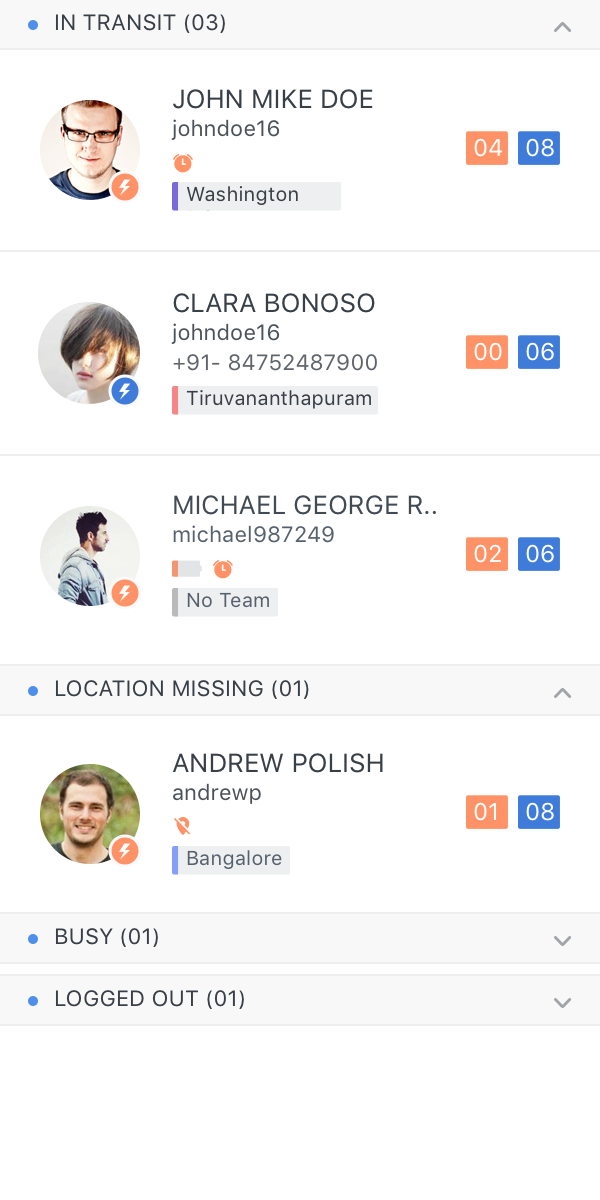 IN TRANSIT (03)
JOHN MIKE DOE
johndoe16
04 08
Washington
CLARA BONOSO
johndoe16
+91- 84752487900
00 06
Tiruvananthapuram
MICHAEL GEORGE R..
michael987249
02 06
No Team
LOCATION MISSING (01)
ANDREW POLISH
andrewp
01 08
Bangalore
BUSY (01)
LOGGED OUT (01)